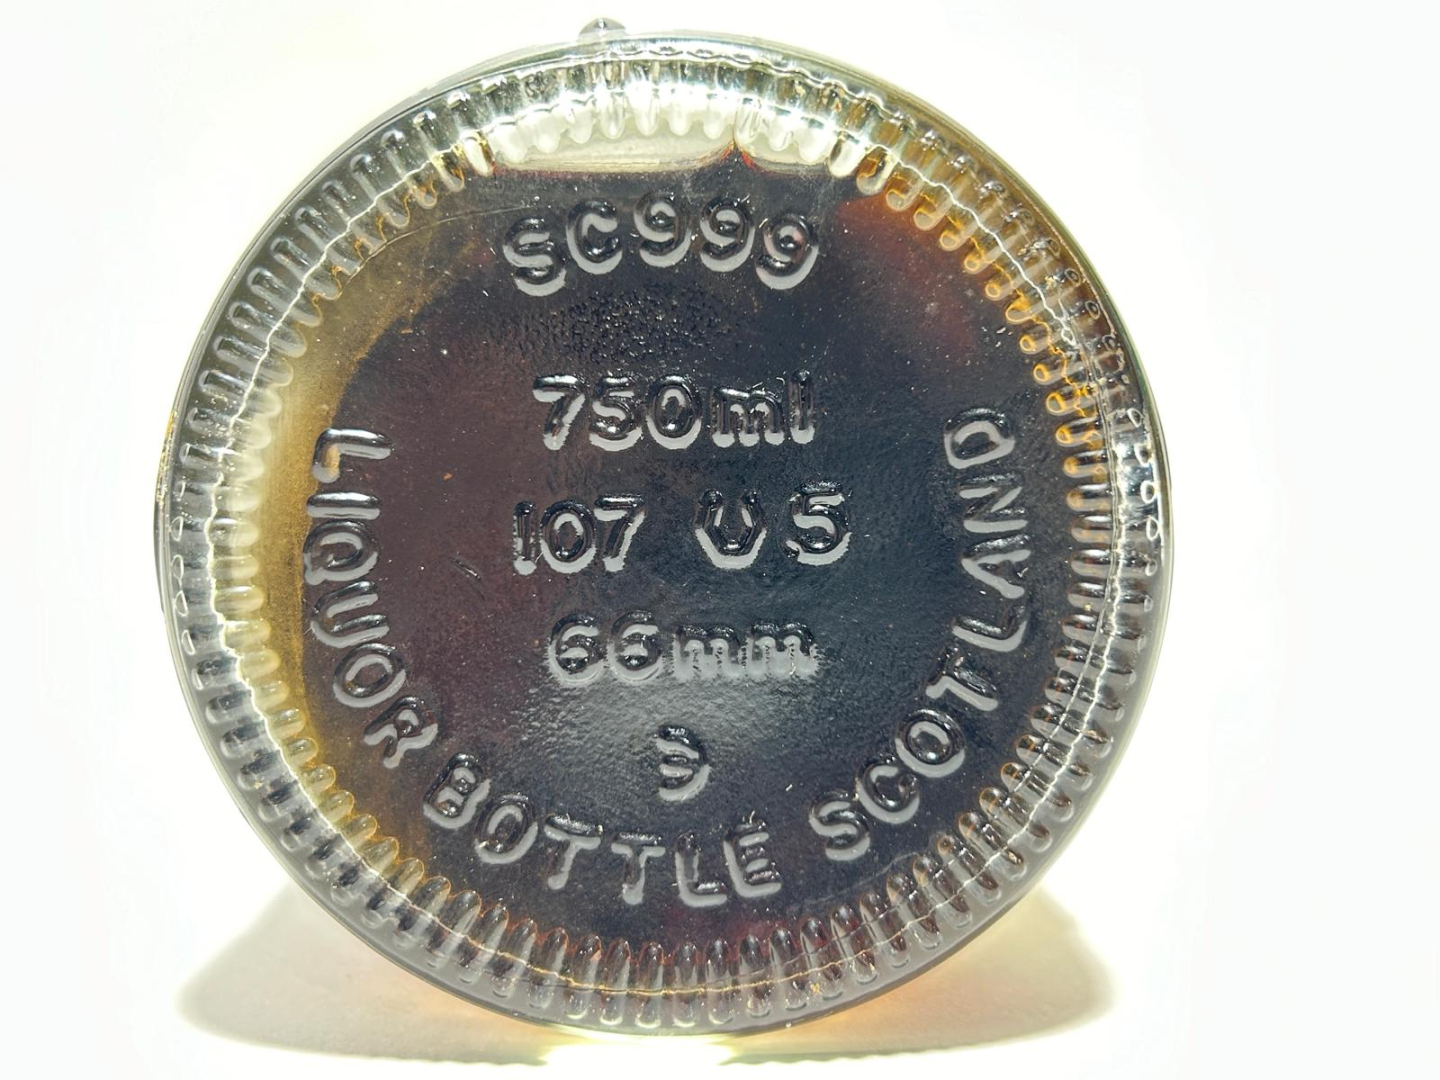 SC999
750ml
107 U 5
66mm
3
LIQUOR BOTTLE SCOTLAND